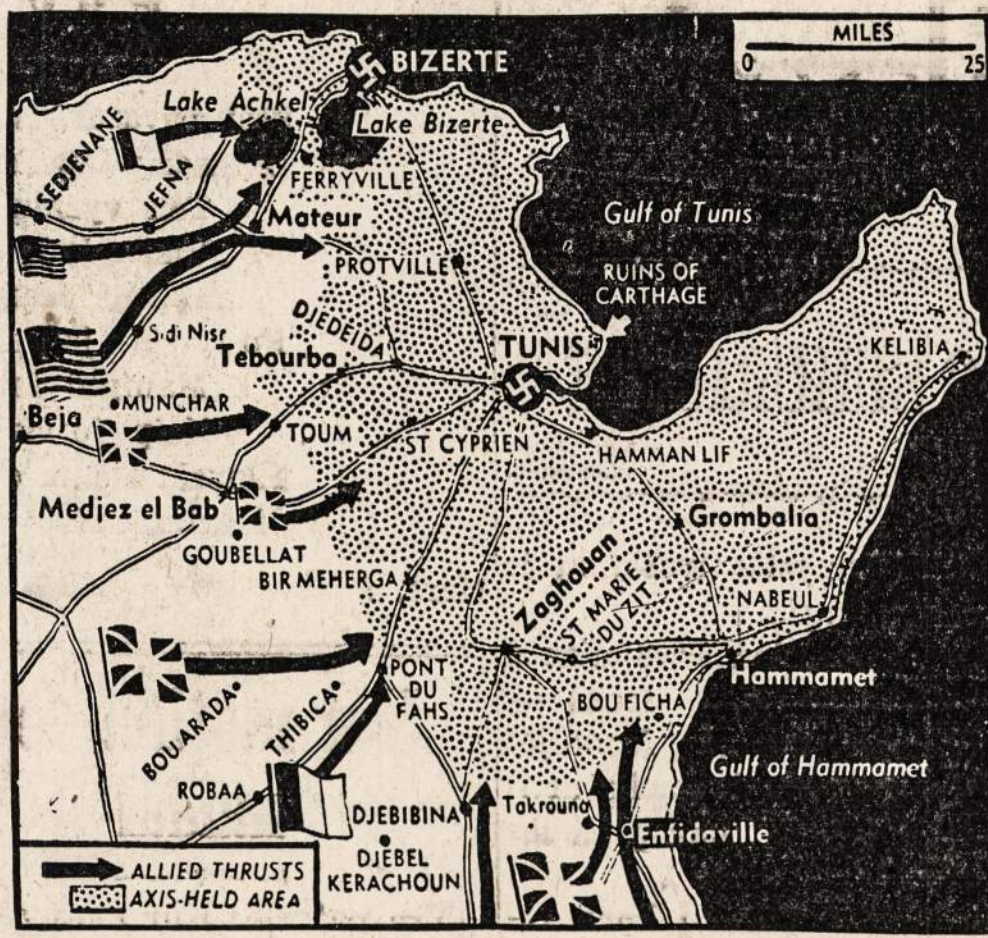 MILES
0 25
BIZERTE
Lake Achkel
Lake Bizerte
SEDJENANE
JEFNA
FERRYVILLE
Mateur
Gulf of Tunis
PROTVILLE
RUINS OF
CARTHAGE
DJEDEIDA
Sidi Nisr
TUNIS
Tebourba
KELIBIA
MUNCHAR
Beja
TOUM
ST CYPRIEN
HAMMAN LIF
Medjez el Bab
Grombalia
GOUBELLAT
BIR MEHERGA
Zaghouan
ST MARIE
DU ZIT
NABEUL
PONT
DU
FAHS
Hammamet
BOU ARADA
THIBICA
BOU FICHA
Gulf of Hammamet
ROBAA
DJEBIBINA
Takrouna
Enfidaville
DJEBEL
KERACHOUN
ALLIED THRUSTS
AXIS-HELD AREA